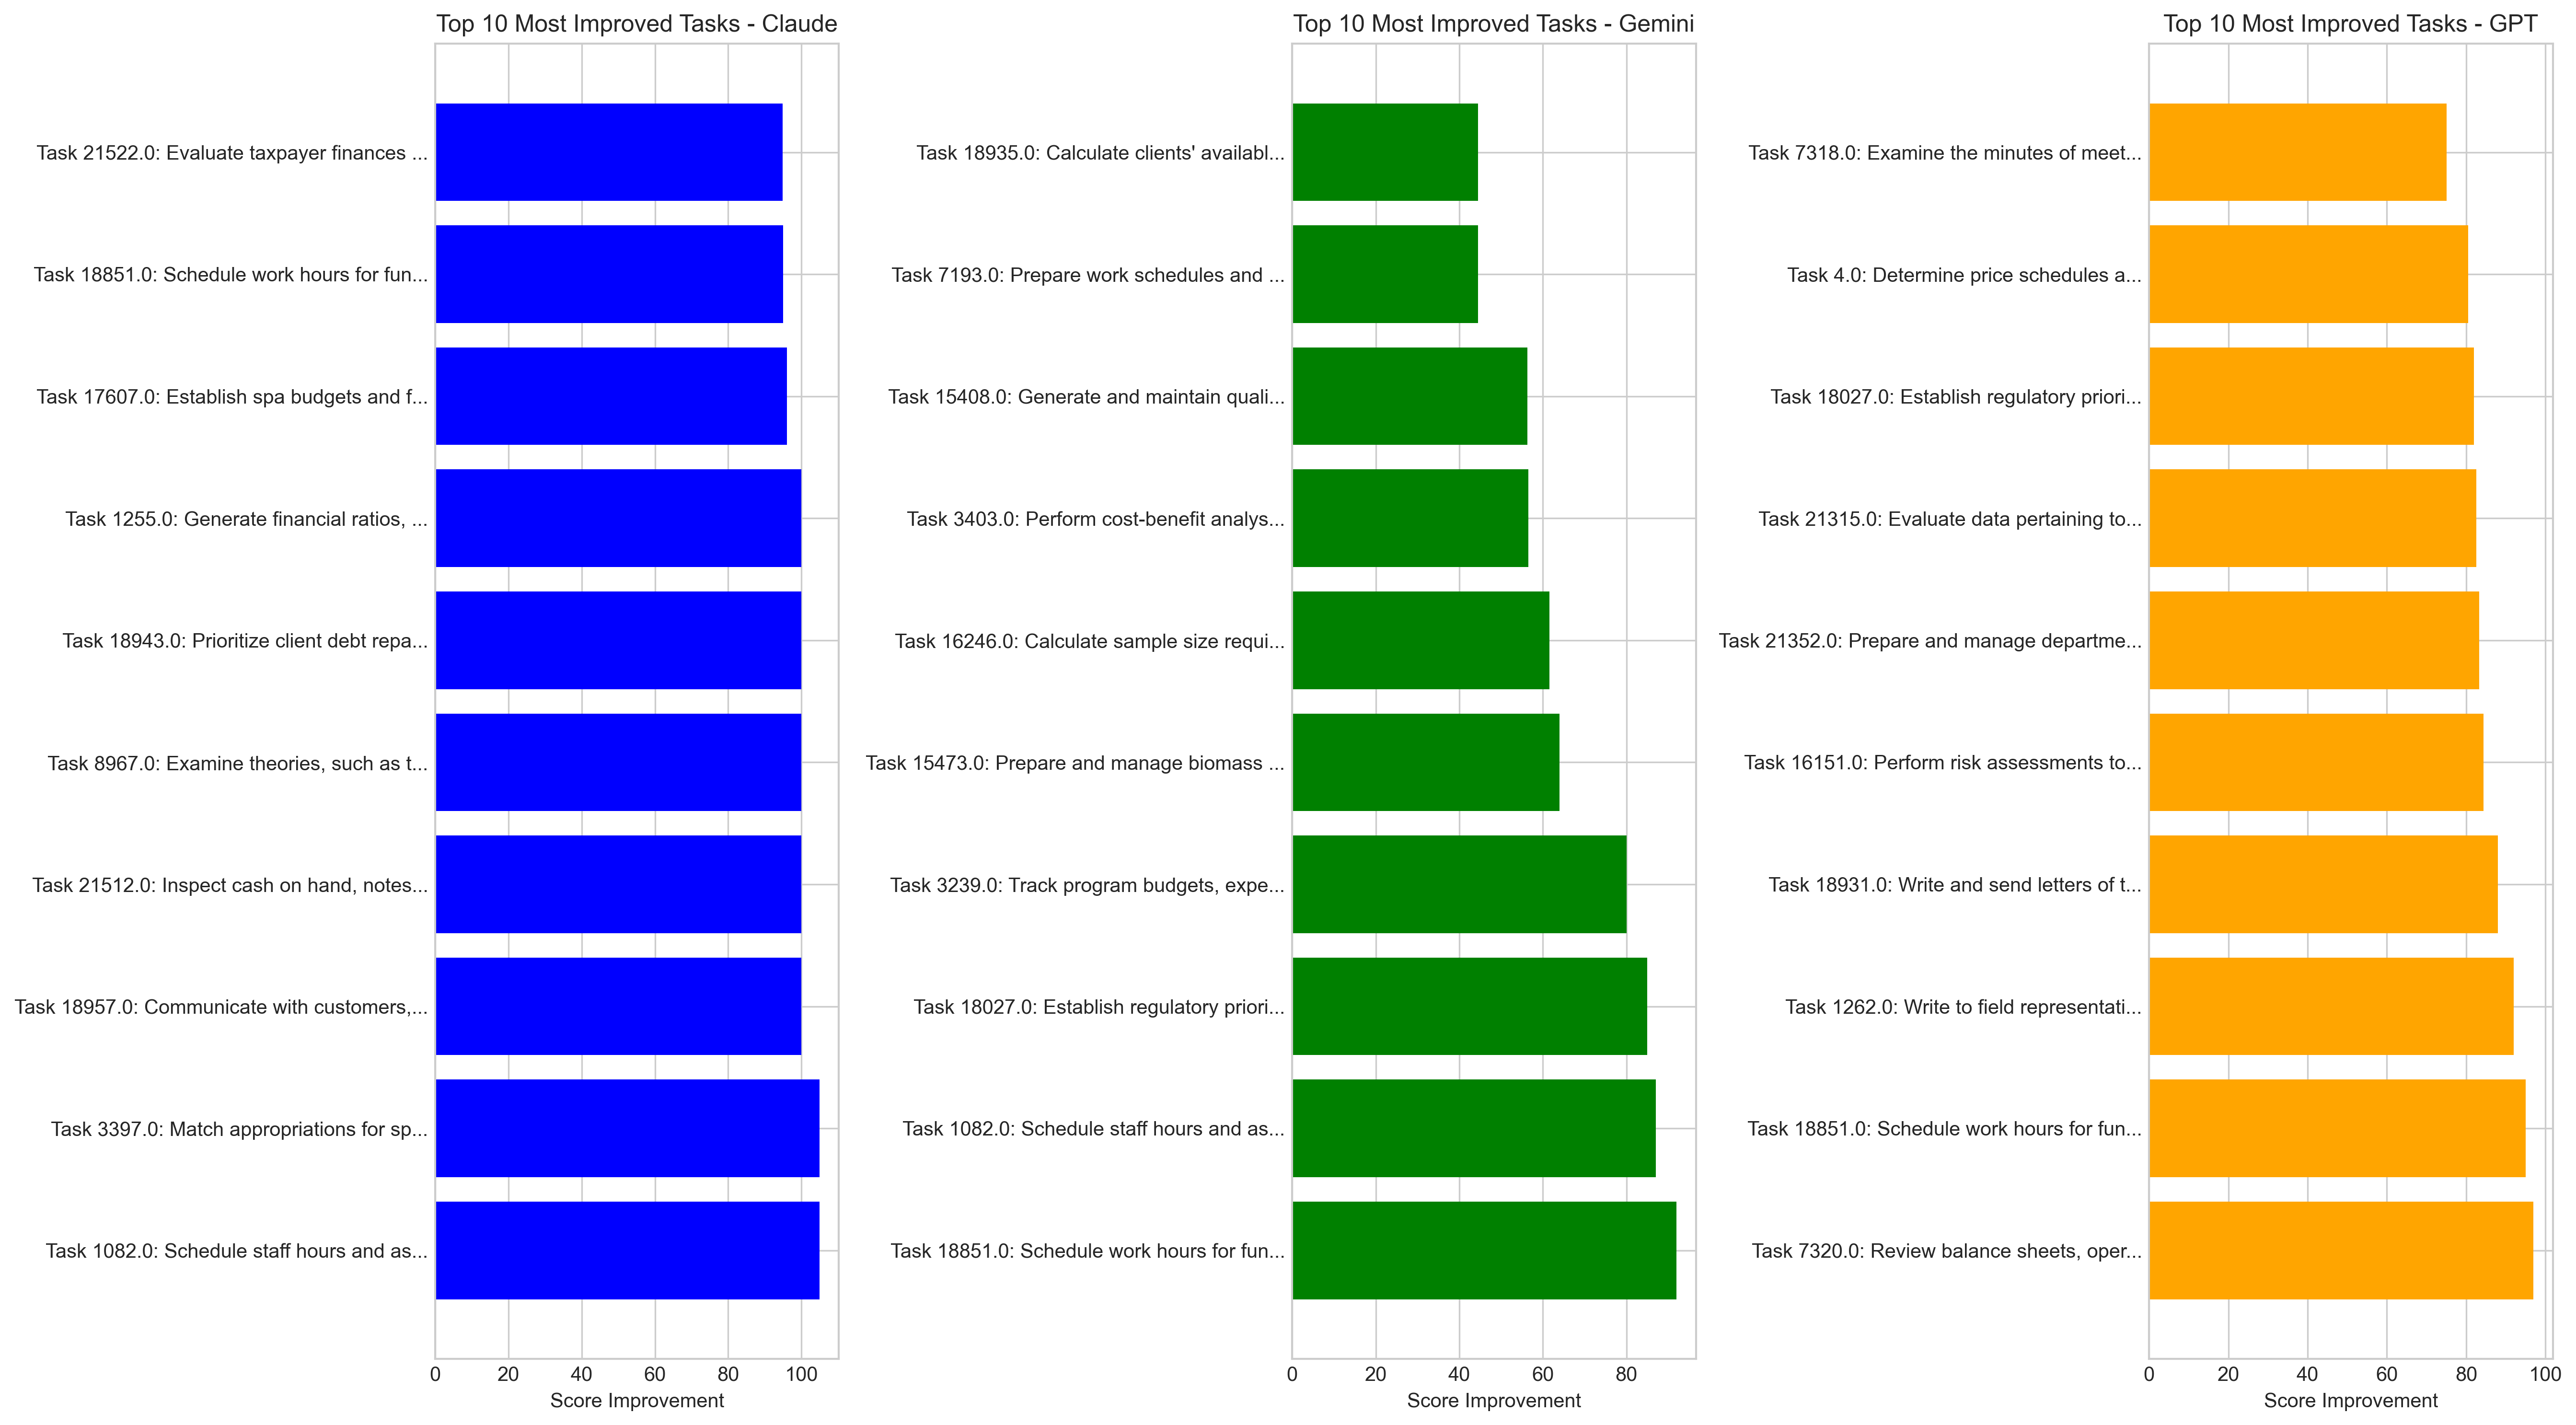 Top 10 Most Improved Tasks - Claude
Task 21522.0: Evaluate taxpayer finances ...
Task 18851.0: Schedule work hours for fun...
Task 17607.0: Establish spa budgets and f...
Task 1255.0: Generate financial ratios, ...
Task 18943.0: Prioritize client debt repa...
Task 8967.0: Examine theories, such as t...
Task 21512.0: Inspect cash on hand, notes...
Task 18957.0: Communicate with customers,...
Task 3397.0: Match appropriations for sp...
Task 1082.0: Schedule staff hours and as...
0 20 40 60 80 100
Score Improvement
Top 10 Most Improved Tasks - Gemini
Task 18935.0: Calculate clients' availabl...
Task 7193.0: Prepare work schedules and ...
Task 15408.0: Generate and maintain quali...
Task 3403.0: Perform cost-benefit analys...
Task 16246.0: Calculate sample size requi...
Task 15473.0: Prepare and manage biomass ...
Task 3239.0: Track program budgets, expe...
Task 18027.0: Establish regulatory priori...
Task 1082.0: Schedule staff hours and as...
Task 18851.0: Schedule work hours for fun...
0 20 40 60 80
Score Improvement
Top 10 Most Improved Tasks - GPT
Task 7318.0: Examine the minutes of meet...
Task 4.0: Determine price schedules a...
Task 18027.0: Establish regulatory priori...
Task 21315.0: Evaluate data pertaining to...
Task 21352.0: Prepare and manage departme...
Task 16151.0: Perform risk assessments to...
Task 18931.0: Write and send letters of t...
Task 1262.0: Write to field representati...
Task 18851.0: Schedule work hours for fun...
Task 7320.0: Review balance sheets, oper...
0 20 40 60 80 100
Score Improvement